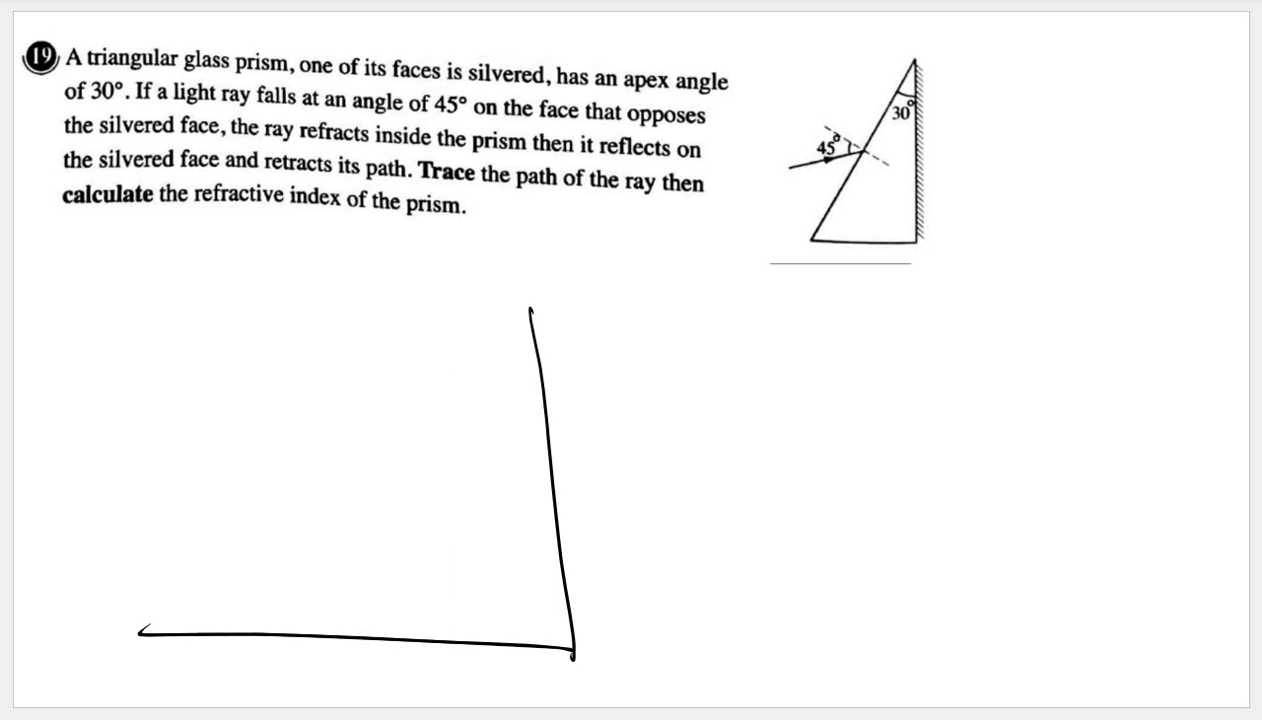 19 A triangular glass prism, one of its faces is silvered, has an apex angle
of 30°. If a light ray falls at an angle of 45° on the face that opposes
the silvered face, the ray refracts inside the prism then it reflects on
the silvered face and retracts its path. Trace the path of the ray then
calculate the refractive index of the prism.
30°
45°